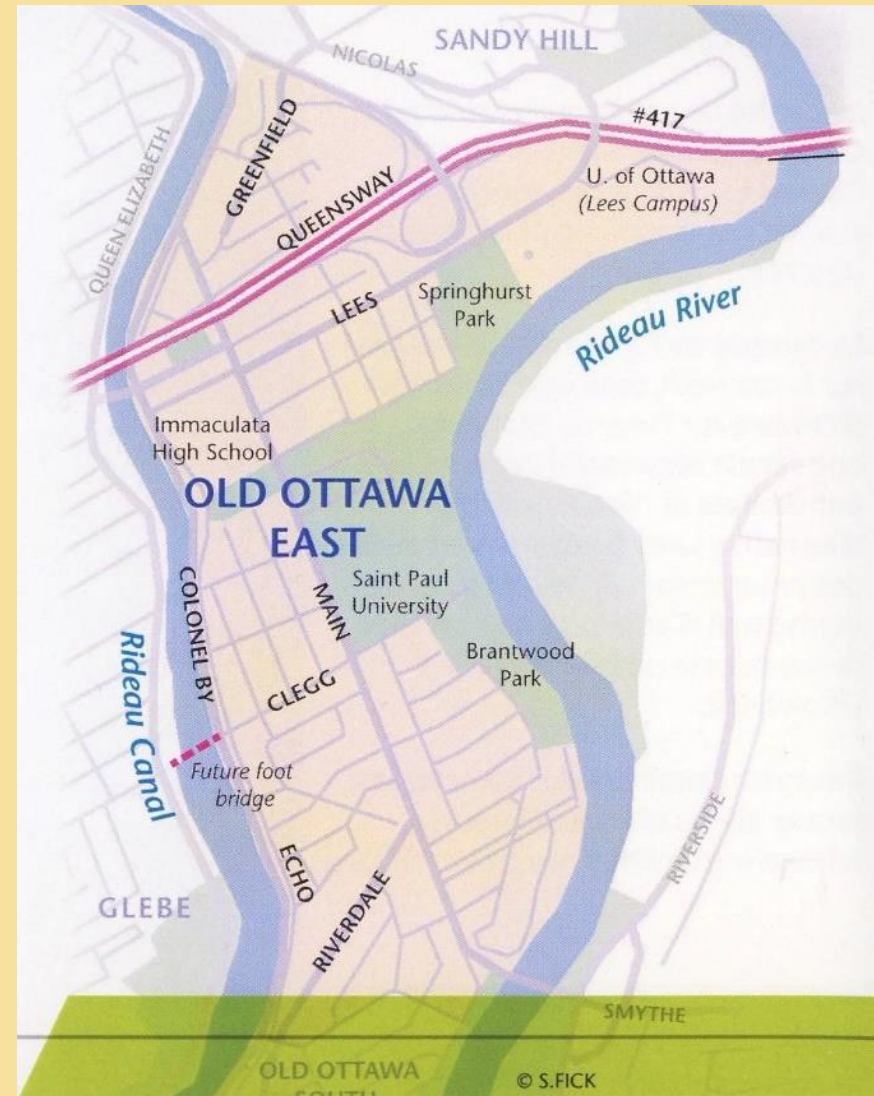 SANDY HILL
NICOLAS
#417
GREENFIELD
QUEEN ELIZABETH
U. of Ottawa
(Lees Campus)
QUEENSWAY
Springhurst
Park
LEES
Rideau River
Immaculata
High School
OLD OTTAWA
EAST
Saint Paul
University
COLONEL BY
MAIN
Rideau Canal
Brantwood
Park
CLEGG
Future foot
bridge
ECHO
RIVERSIDE
GLEBE
RIVERDALE
SMYTHE
OLD OTTAWA
SOUTH
© S.FICK